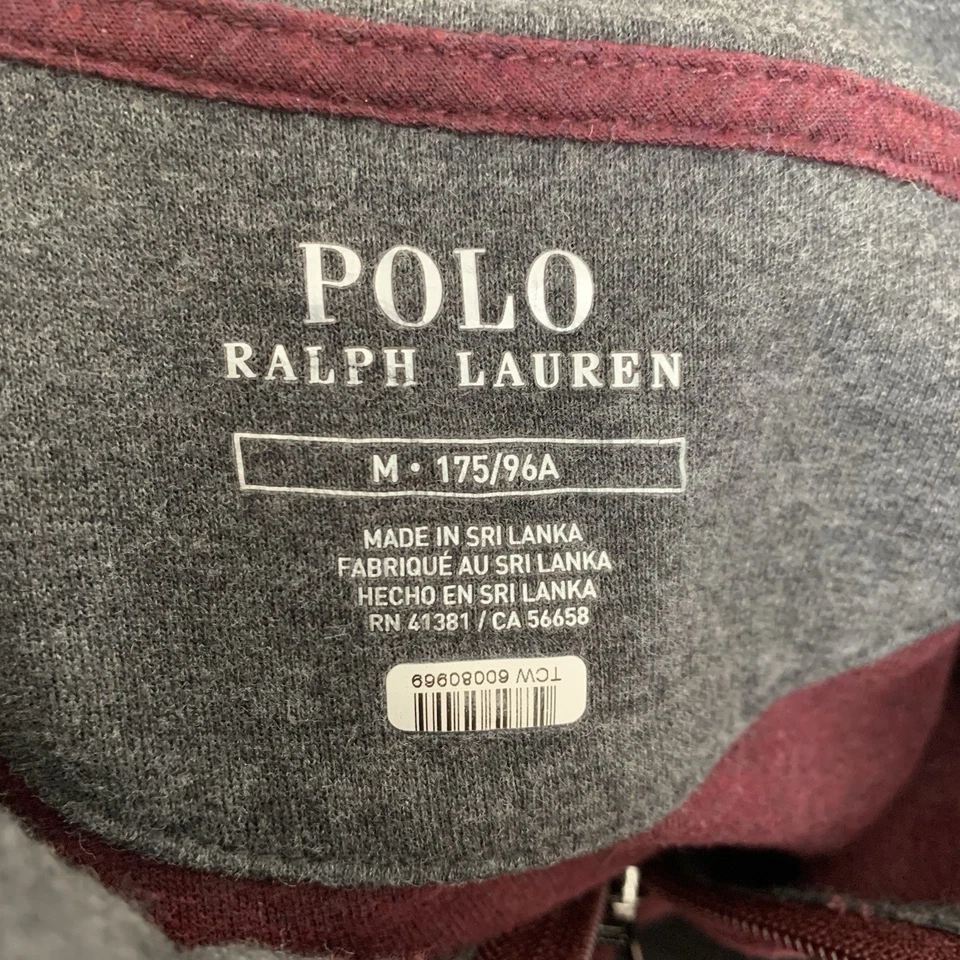 POLO
RALPH LAUREN
M • 175/96A
MADE IN SRI LANKA
FABRIQUÉ AU SRI LANKA
HECHO EN SRI LANKA
RN 41381 / CA 56658
TCW 60080969